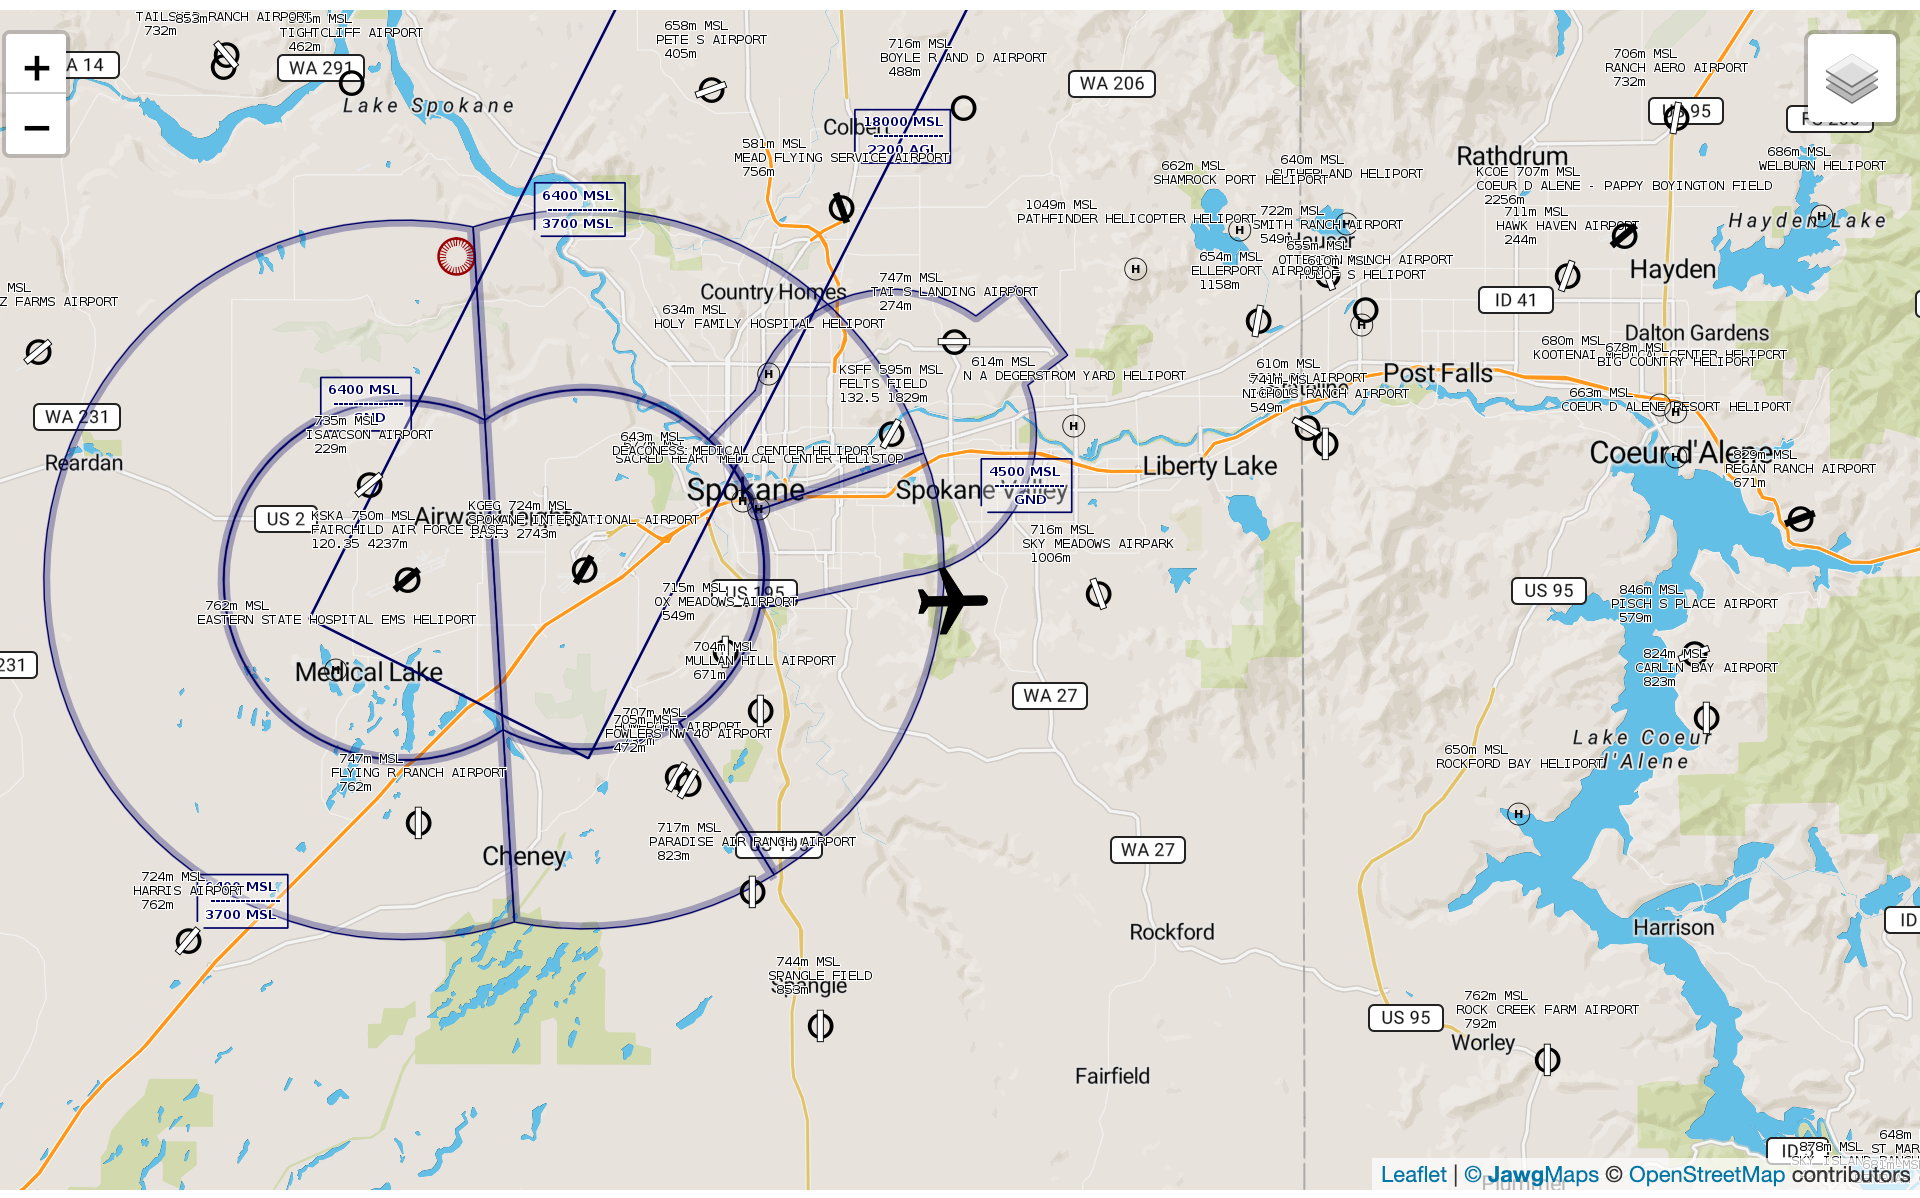 TAILS RANCH AIRPORT
732m
TIGHTCLIFF AIRPORT
462m
WA 291
A 14
Lake Spokane
658m MSL
PETE S AIRPORT
405m
716m MSL
BOYLE R AND D AIRPORT
488m
WA 206
706m MSL
RANCH AERO AIRPORT
732m
US 95
Colbert
18000 MSL
2200 AGL
581m MSL
MEAD FLYING SERVICE AIRPORT
756m
Rathdrum
686m MSL
WELBURN HELIPORT
662m MSL
SHAMROCK PORT HELIPORT
640m MSL
SUTHERLAND HELIPORT
KCOE 707m MSL
COEUR D ALENE - PAPPY BOYINGTON FIELD
2256m
6400 MSL
3700 MSL
1049m MSL
PATHFINDER HELICOPTER HELIPORT
722m MSL
SMITH RANCH AIRPORT
549m
Hauser
711m MSL
HAWK HAVEN AIRPORT
244m
Hayden Lake
655m MSL
654m MSL
ELLERPORT AIRPORT
1158m
610m MSL
Hayden
MSL
Z FARMS AIRPORT
Country Homes
747m MSL
TAI S LANDING AIRPORT
274m
ID 41
634m MSL
HOLY FAMILY HOSPITAL HELIPORT
Dalton Gardens
680m MSL
KOOTENAI MEDICAL CENTER HELIPORT
678m MSL
BIG COUNTRY HELIPORT
KSFF 595m MSL
FELTS FIELD
132.5 1829m
614m MSL
N A DEGERSTROM YARD HELIPORT
610m MSL
741m MSL
NICHOLS RANCH AIRPORT
549m
Post Falls
663m MSL
COEUR D ALENE RESORT HELIPORT
6400 MSL
GND
WA 231
735m MSL
ISAACSON AIRPORT
229m
643m MSL
DEACONESS MEDICAL CENTER HELIPORT
SACRED HEART MEDICAL CENTER HELISTOP
Reardan
Coeur d'Alene
829m MSL
REGAN RANCH AIRPORT
671m
Liberty Lake
4500 MSL
GND
Spokane
Spokane Valley
US 2
Airway Heights
KSKA 750m MSL
FAIRCHILD AIR FORCE BASE
120.35 4237m
KGEG 724m MSL
SPOKANE INTERNATIONAL AIRPORT
118.3 2743m
716m MSL
SKY MEADOWS AIRPARK
1006m
715m MSL
OX MEADOWS AIRPORT
549m
US 195
US 95
846m MSL
PISCH S PLACE AIRPORT
579m
762m MSL
EASTERN STATE HOSPITAL EMS HELIPORT
704m MSL
MULLAN HILL AIRPORT
671m
824m MSL
CARLIN BAY AIRPORT
823m
231
Medical Lake
WA 27
707m MSL
705m MSL
FOWLERS NW 40 AIRPORT
472m
Lake Coeur
d'Alene
650m MSL
ROCKFORD BAY HELIPORT
747m MSL
FLYING R RANCH AIRPORT
762m
717m MSL
PARADISE AIR RANCH AIRPORT
823m
WA 27
Cheney
724m MSL
HARRIS AIRPORT
762m
6400 MSL
3700 MSL
Rockford
Harrison
ID
744m MSL
SPANGLE FIELD
853m
Spangle
762m MSL
ROCK CREEK FARM AIRPORT
792m
US 95
Worley
Fairfield
648m
878m MSL
Plummer
Leaflet | © JawgMaps © OpenStreetMap contributors